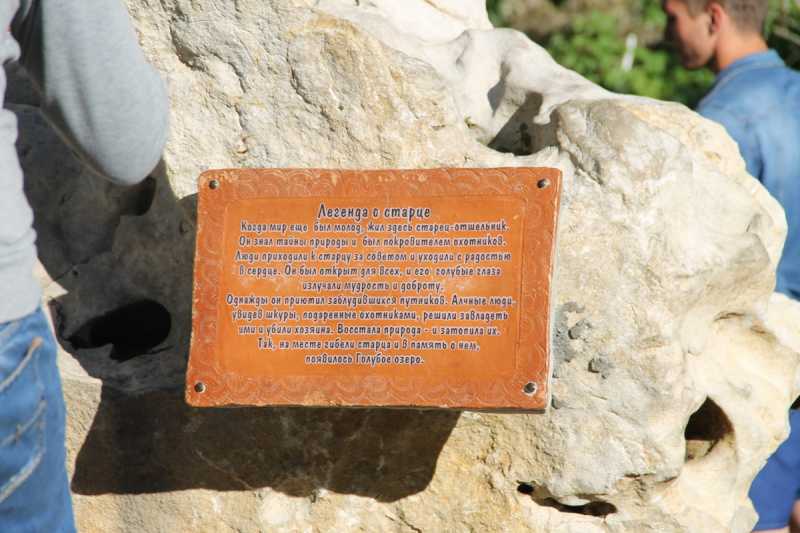 Легенда о старце
Когда мир еще был молод, жил здесь старец-отшельник.
Он знал тайны природы и был покровителем охотников.
Люди приходили к старцу за советом и уходили с радостью
в сердце. Он был открыт для всех, и его голубые глаза
излучали мудрость и доброту.
Однажды он приютил заблудившихся путников. Алчные люди,
увидев шкуры, подаренные охотниками, решили завладеть
ими и убили хозяина. Восстала природа - и затопила их.
Так, на месте гибели старца и в память о нем,
появилось Голубое озеро.